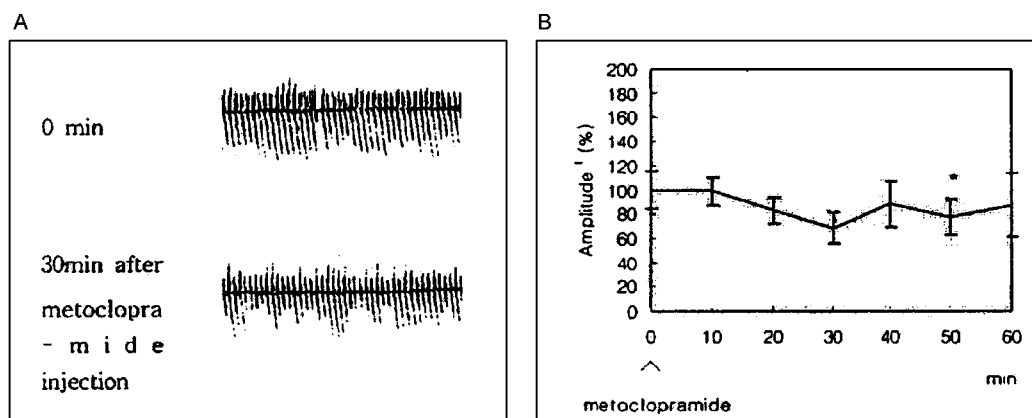 A
0 min
30min after
metoclopra
- m i d e
injection
B
200
180
160
140
120
100
80
60
40
20
0
Amplitude ¹ (%)
*
0 10 20 30 40 50 60
min
metoclopramide